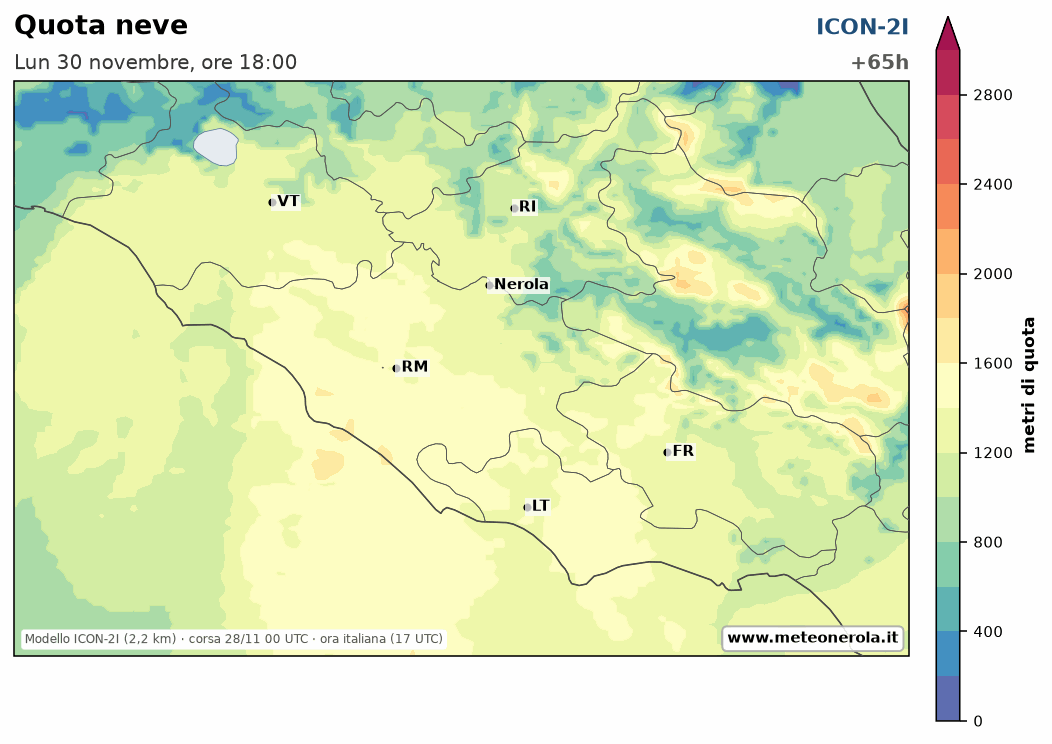 Quota neve
ICON-2I
Lun 30 novembre, ore 18:00
+65h
2800
2400
2000
1600
1200
800
400
0
metri di quota
VT
RI
Nerola
RM
FR
LT
Modello ICON-2I (2,2 km) · corsa 28/11 00 UTC · ora italiana (17 UTC)
www.meteonerola.it